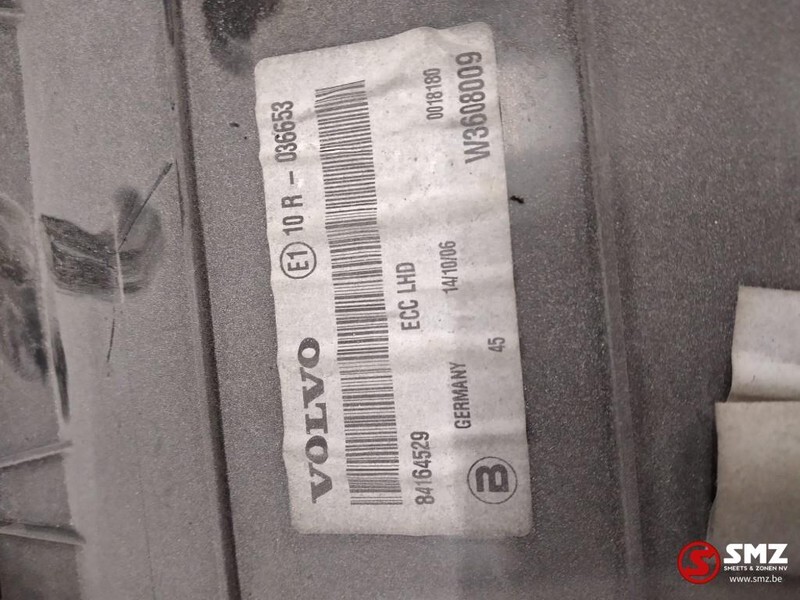 VOLVO E1 10 R - 036653
84164529 ECC LHD 0018180
GERMANY 14/10/06
B 45 W3608009
SMZ
SMEETS & ZONEN NV
www.smz.be